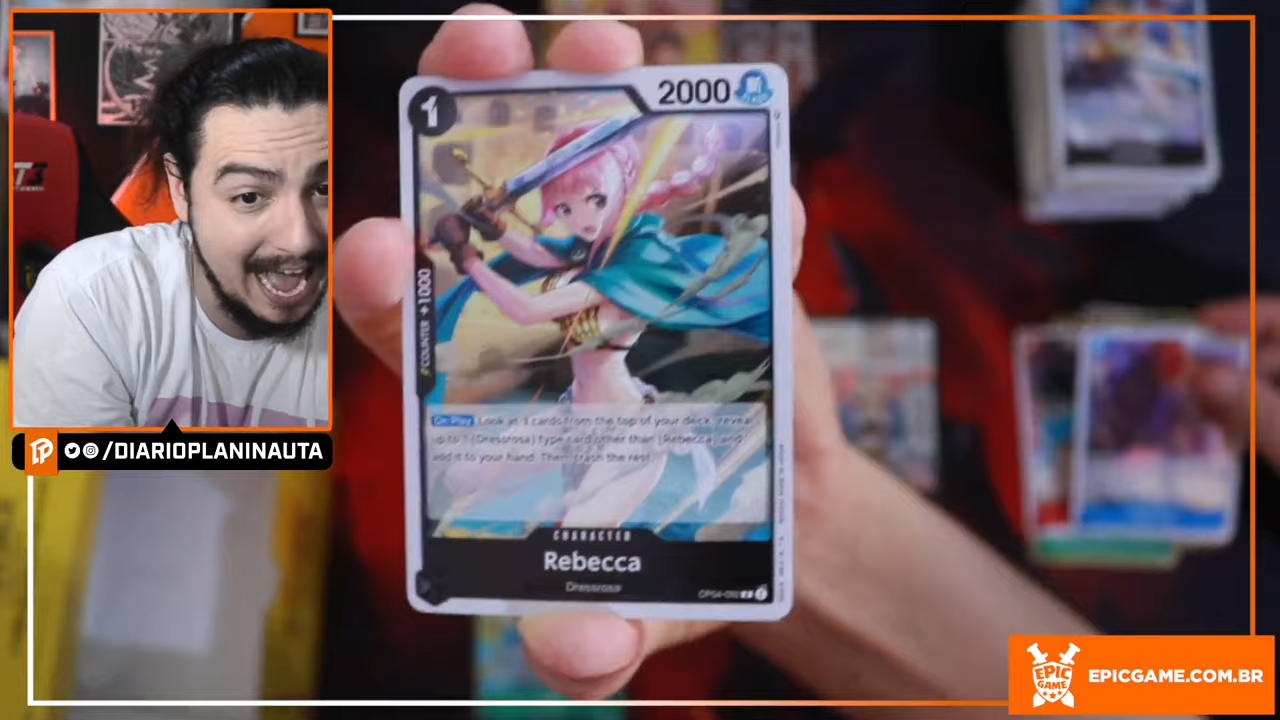 1
2000
COUNTER +1000
On Play Look at 3 cards from the top of your deck, reveal
up to 1 {Dressrosa} type card other than [Rebecca] and
add it to your hand. Then, trash the rest.
CHARACTER
Rebecca
Dressrosa
OP04-092
/DIARIOPLANINAUTA
EPIC
GAME
EPICGAME.COM.BR